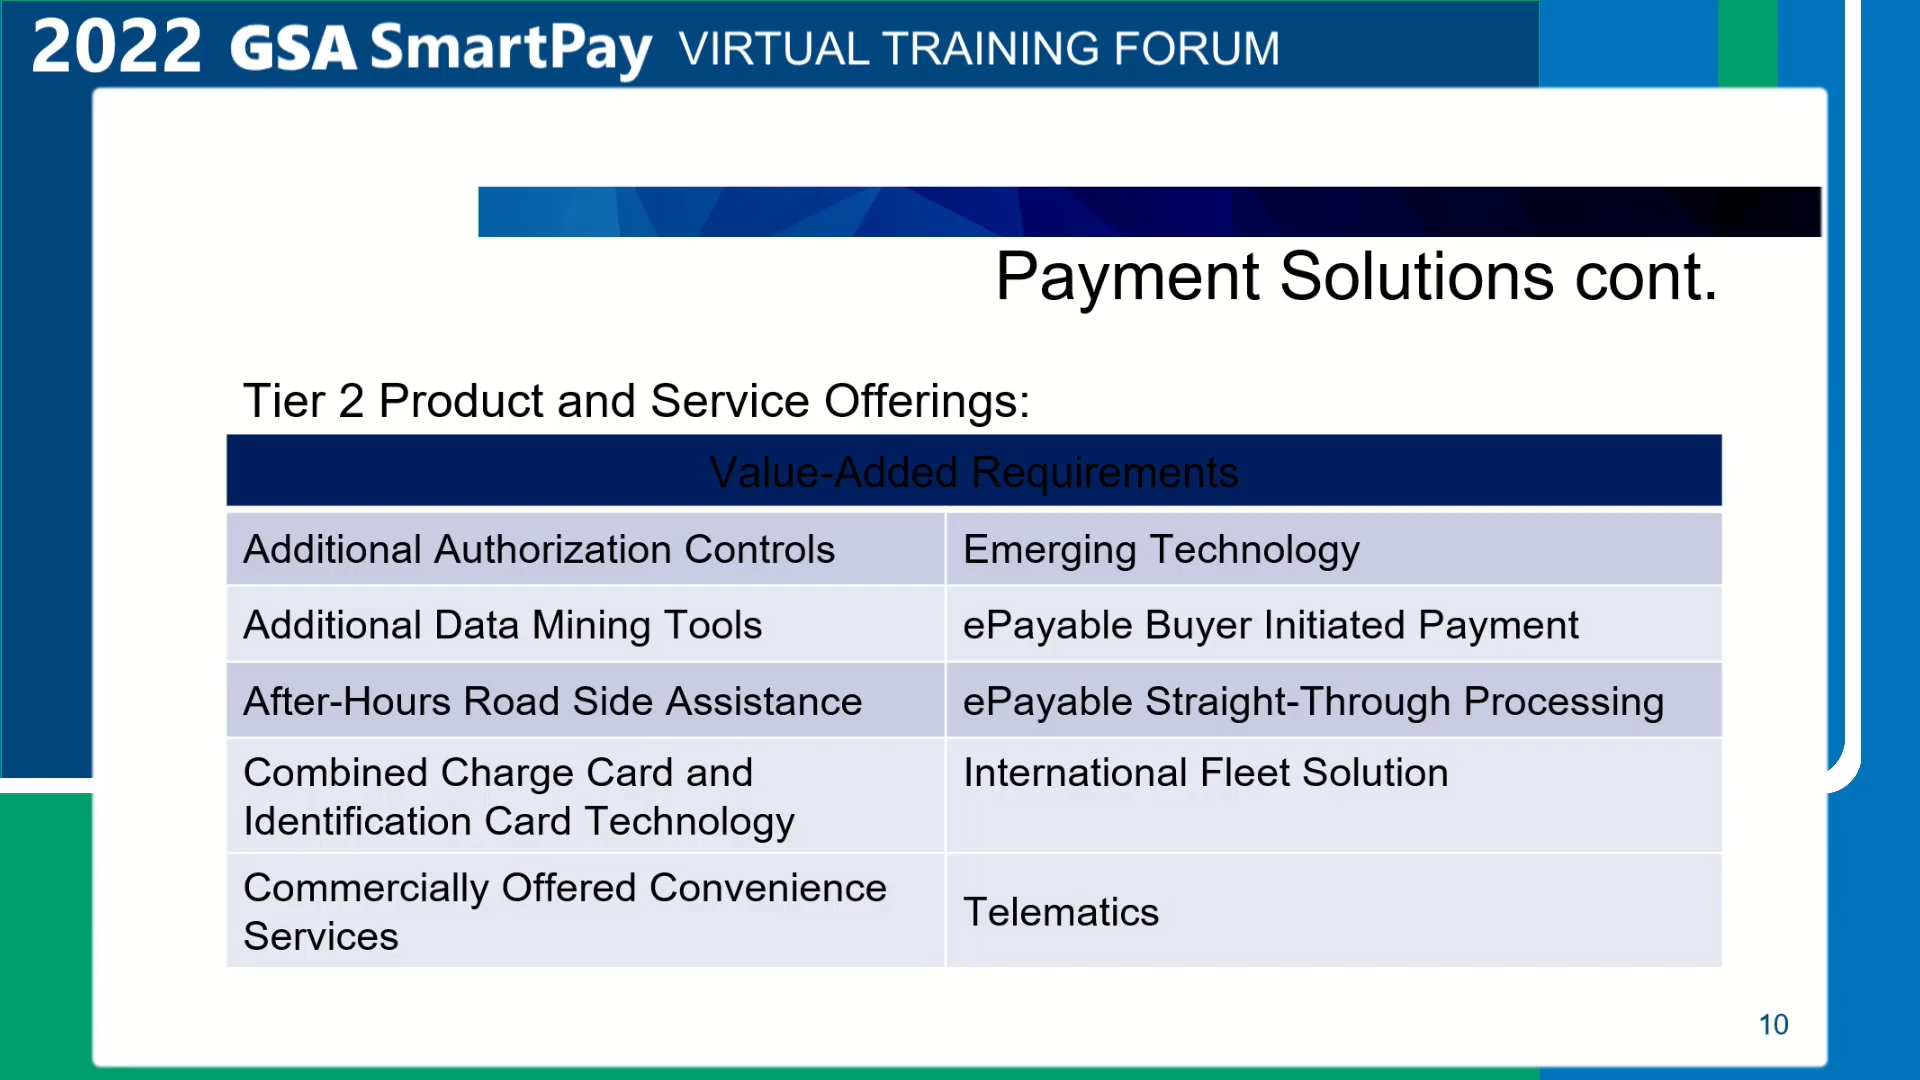 2022 GSA SmartPay VIRTUAL TRAINING FORUM
Payment Solutions cont.
Tier 2 Product and Service Offerings:
Value-Added Requirements
Additional Authorization Controls
Emerging Technology
Additional Data Mining Tools
ePayable Buyer Initiated Payment
After-Hours Road Side Assistance
ePayable Straight-Through Processing
Combined Charge Card and
Identification Card Technology
International Fleet Solution
Commercially Offered Convenience
Services
Telematics
10